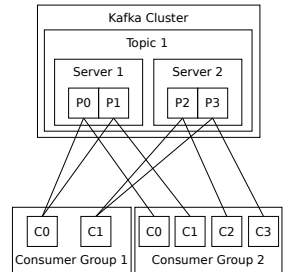 Kafka Cluster
Topic 1
Server 1 Server 2
P0 P1 P2 P3
C0 C1 C0 C1 C2 C3
Consumer Group 1 Consumer Group 2